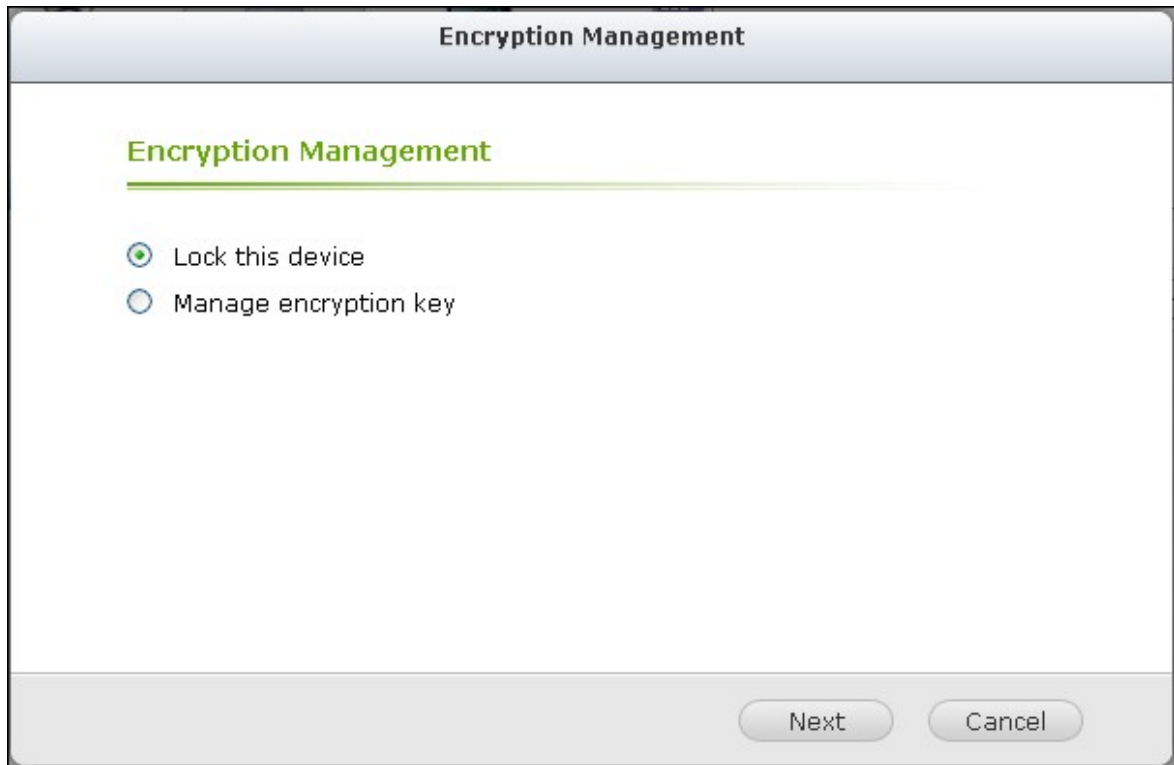 Encryption Management
Encryption Management
Lock this device
Manage encryption key
Next Cancel